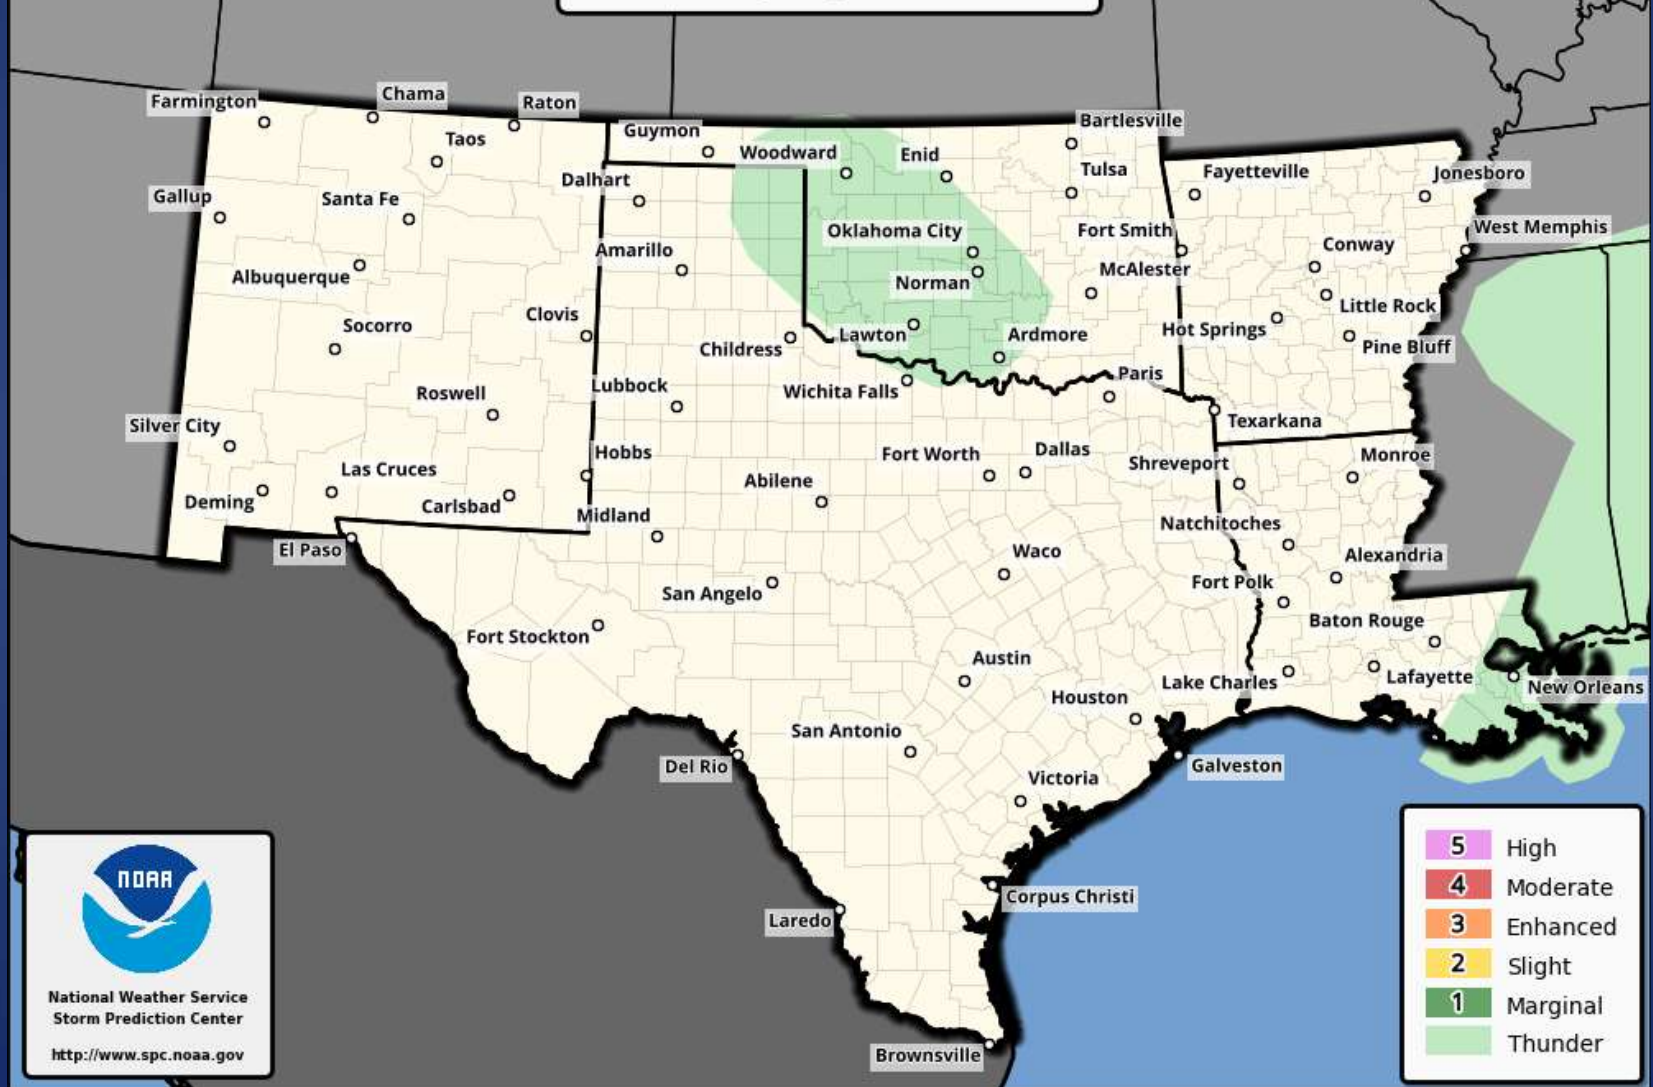 Farmington
Chama
Raton
Taos
Guymon
Woodward
Enid
Bartlesville
Tulsa
Fayetteville
Jonesboro
Gallup
Santa Fe
Dalhart
Oklahoma City
Fort Smith
West Memphis
Albuquerque
Amarillo
Norman
McAlester
Conway
Socorro
Clovis
Childress
Lawton
Ardmore
Hot Springs
Little Rock
Pine Bluff
Roswell
Lubbock
Wichita Falls
Paris
Texarkana
Silver City
Las Cruces
Hobbs
Abilene
Fort Worth
Dallas
Shreveport
Monroe
Deming
Carlsbad
Midland
Natchitoches
El Paso
San Angelo
Waco
Fort Polk
Alexandria
Fort Stockton
Austin
Baton Rouge
Houston
Lake Charles
Lafayette
New Orleans
Del Rio
San Antonio
Galveston
Victoria
Laredo
Corpus Christi
Brownsville
NOAA
National Weather Service
Storm Prediction Center
http://www.spc.noaa.gov
5 High
4 Moderate
3 Enhanced
2 Slight
1 Marginal
Thunder